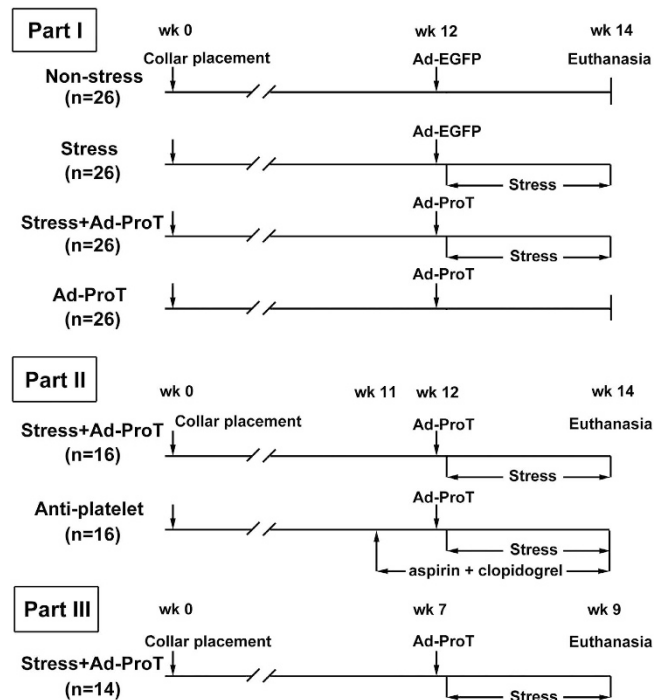 Part I
wk 0 wk 12 wk 14
Collar placement Ad-EGFP Euthanasia
Non-stress
(n=26)
Ad-EGFP
Stress
(n=26)
Stress
Ad-ProT
Stress+Ad-ProT
(n=26)
Stress
Ad-ProT
Ad-ProT
(n=26)
Part II
wk 0 wk 11 wk 12 wk 14
Collar placement Ad-ProT Euthanasia
Stress+Ad-ProT
(n=16)
Stress
Ad-ProT
Anti-platelet
(n=16)
Stress
aspirin + clopidogrel
Part III
wk 0 wk 7 wk 9
Collar placement Ad-ProT Euthanasia
Stress+Ad-ProT
(n=14)
Stress